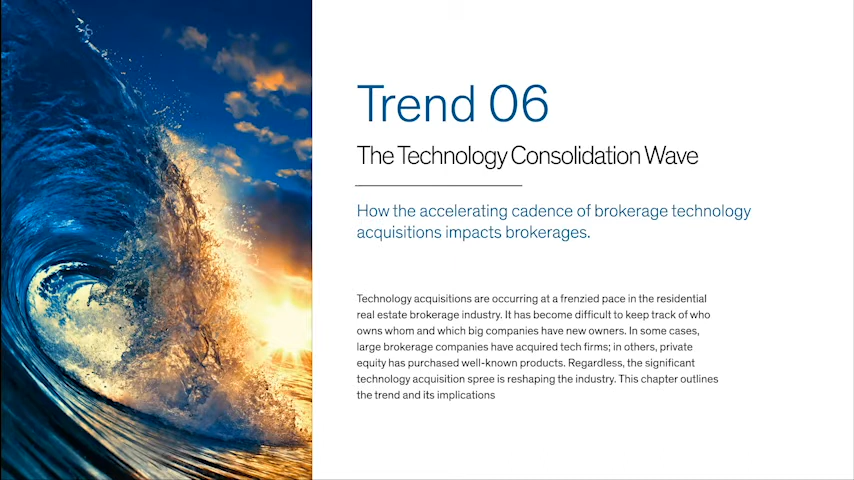 Trend 06
The Technology Consolidation Wave
How the accelerating cadence of brokerage technology
acquisitions impacts brokerages.
Technology acquisitions are occurring at a frenzied pace in the residential
real estate brokerage industry. It has become difficult to keep track of who
owns whom and which big companies have new owners. In some cases,
large brokerage companies have acquired tech firms; in others, private
equity has purchased well-known products. Regardless, the significant
technology acquisition spree is reshaping the industry. This chapter outlines
the trend and its implications